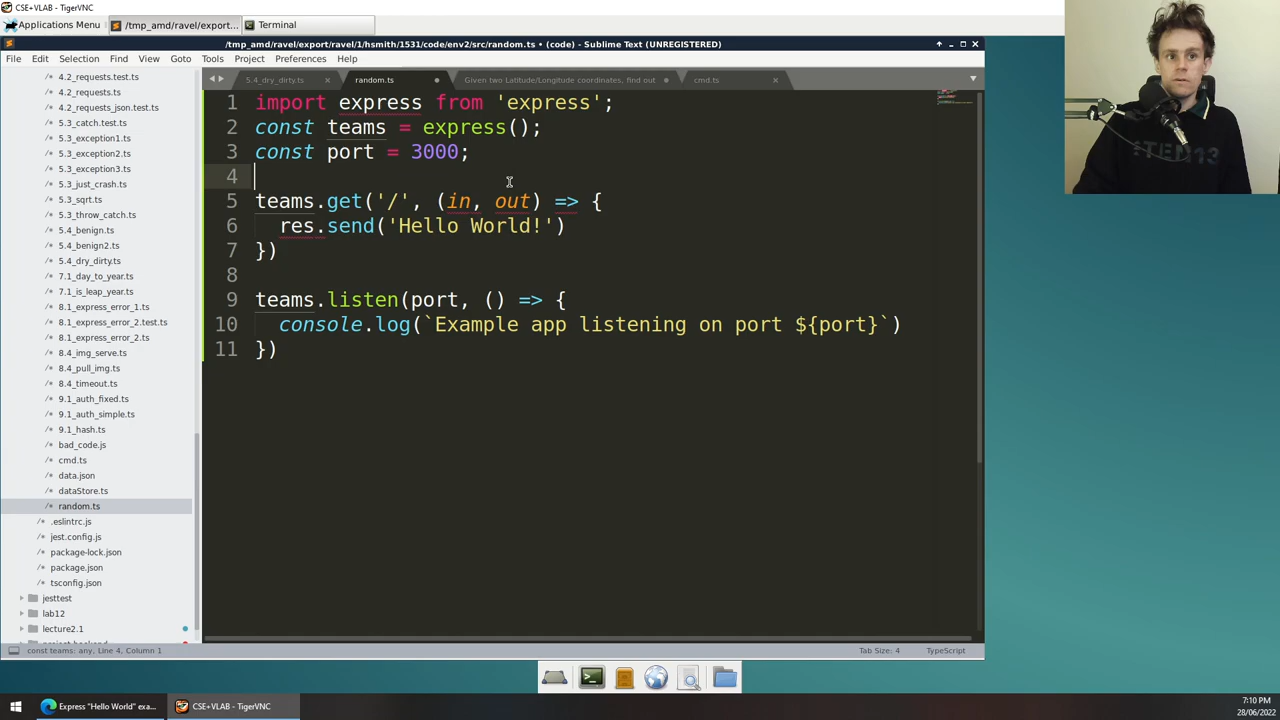 CSE+VLAB - TigerVNC
Applications Menu
/tmp_amd/ravel/export...
Terminal
/tmp_amd/ravel/export/ravel/1/hsmith/1531/code/env2/src/random.ts • (code) - Sublime Text (UNREGISTERED)
File Edit Selection Find View Goto Tools Project Preferences Help
4.2_requests.test.ts
4.2_requests.ts
4.2_requests_json.test.ts
5.3_catch.test.ts
5.3_exception1.ts
5.3_exception2.ts
5.3_exception3.ts
5.3_just_crash.ts
5.3_sqrt.ts
5.3_throw_catch.ts
5.4_benign.ts
5.4_benign2.ts
5.4_dry_dirty.ts
7.1_day_to_year.ts
7.1_is_leap_year.ts
8.1_express_error_1.ts
8.1_express_error_2.test.ts
8.1_express_error_2.ts
8.4_img_serve.ts
8.4_pull_img.ts
8.4_timeout.ts
9.1_auth_fixed.ts
9.1_auth_simple.ts
9.1_hash.ts
bad_code.js
cmd.ts
data.json
dataStore.ts
random.ts
.eslintrc.js
jest.config.js
package-lock.json
package.json
tsconfig.json
jesttest
lab12
lecture2.1
5.4_dry_dirty.ts
random.ts
Given two Latitude/Longitude coordinates, find out
cmd.ts
1 import express from 'express';
2 const teams = express();
3 const port = 3000;
4
5 teams.get('/', (in, out) => {
6 res.send('Hello World!')
7 })
8
9 teams.listen(port, () => {
10 console.log(`Example app listening on port ${port}`)
11 })
const teams: any, Line 4, Column 1
Tab Size: 4
TypeScript
Express "Hello World" exa...
CSE+VLAB - TigerVNC
7:10 PM
28/06/2022